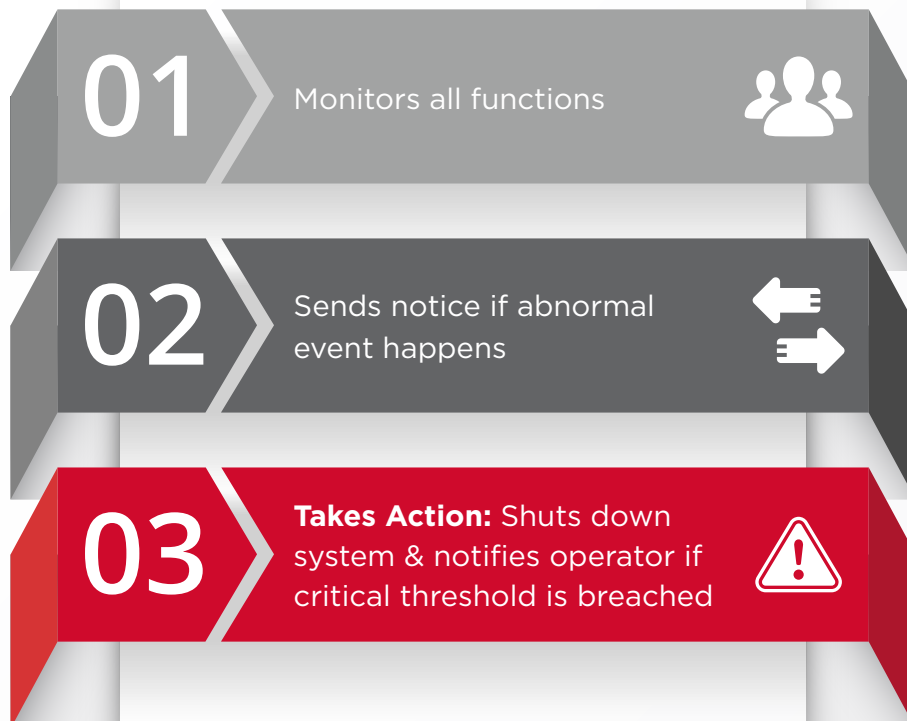 01
Monitors all functions
02
Sends notice if abnormal
event happens
03
Takes Action: Shuts down
system & notifies operator if
critical threshold is breached